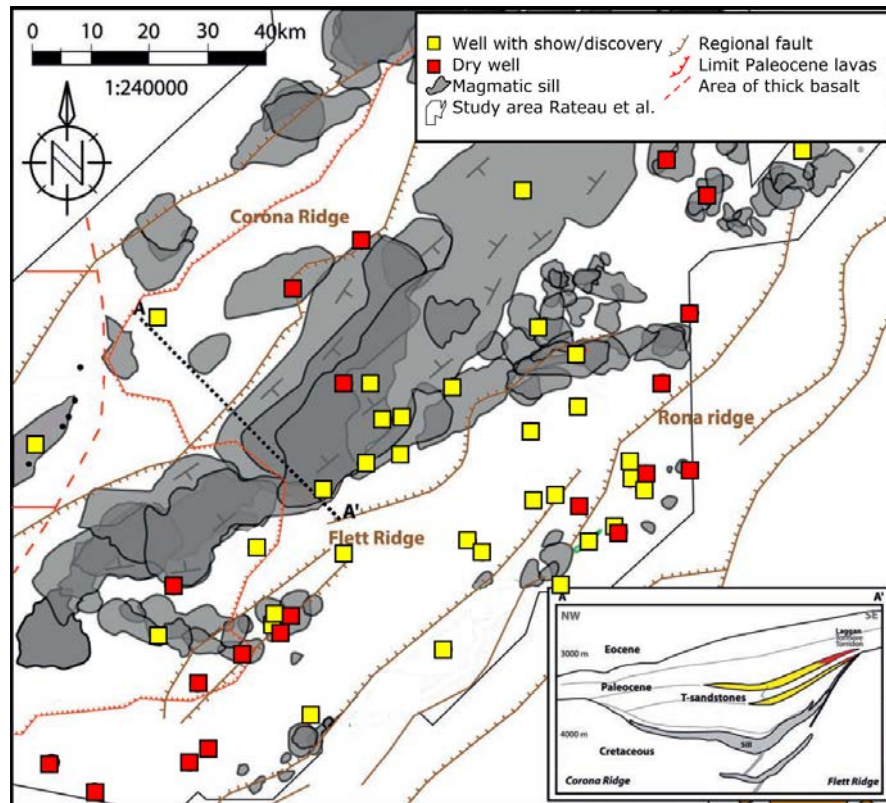 0 10 20 30 40km
1:240000
N
Well with show/discovery
Dry well
Magmatic sill
Study area Rateau et al.
Regional fault
Limit Paleocene lavas
Area of thick basalt
Corona Ridge
A
Rona ridge
A'
Flett Ridge
A A'
NW SE
Laggan
Tormore
Torridon
3000 m
Eocene
Paleocene
T-sandstones
4000 m
Sill
Cretaceous
Corona Ridge Flett Ridge